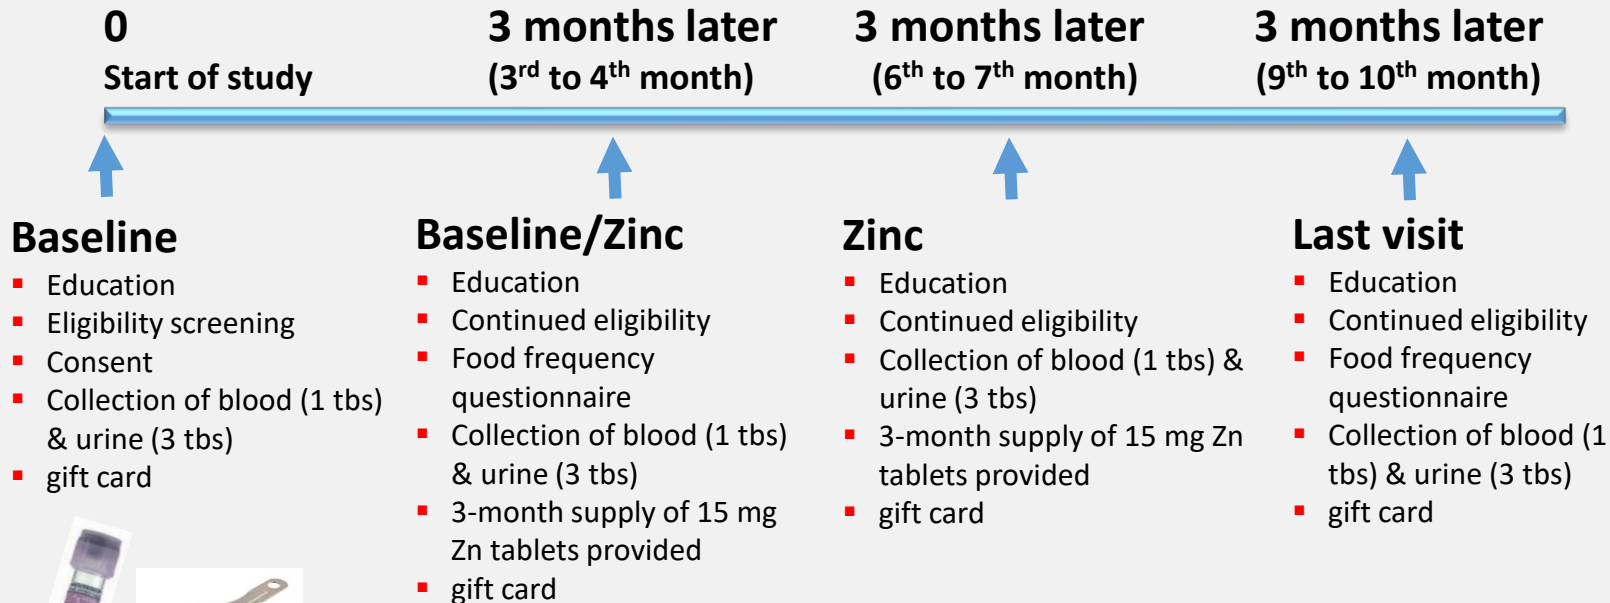 0
Start of study
3 months later
(3rd to 4th month)
3 months later
(6th to 7th month)
3 months later
(9th to 10th month)
Baseline
▪ Education
▪ Eligibility screening
▪ Consent
▪ Collection of blood (1 tbs)
& urine (3 tbs)
▪ gift card
Baseline/Zinc
▪ Education
▪ Continued eligibility
▪ Food frequency
questionnaire
▪ Collection of blood (1 tbs)
& urine (3 tbs)
▪ 3-month supply of 15 mg
Zn tablets provided
▪ gift card
Zinc
▪ Education
▪ Continued eligibility
▪ Collection of blood (1 tbs) &
urine (3 tbs)
▪ 3-month supply of 15 mg Zn
tablets provided
▪ gift card
Last visit
▪ Education
▪ Continued eligibility
▪ Food frequency
questionnaire
▪ Collection of blood (1
tbs) & urine (3 tbs)
▪ gift card